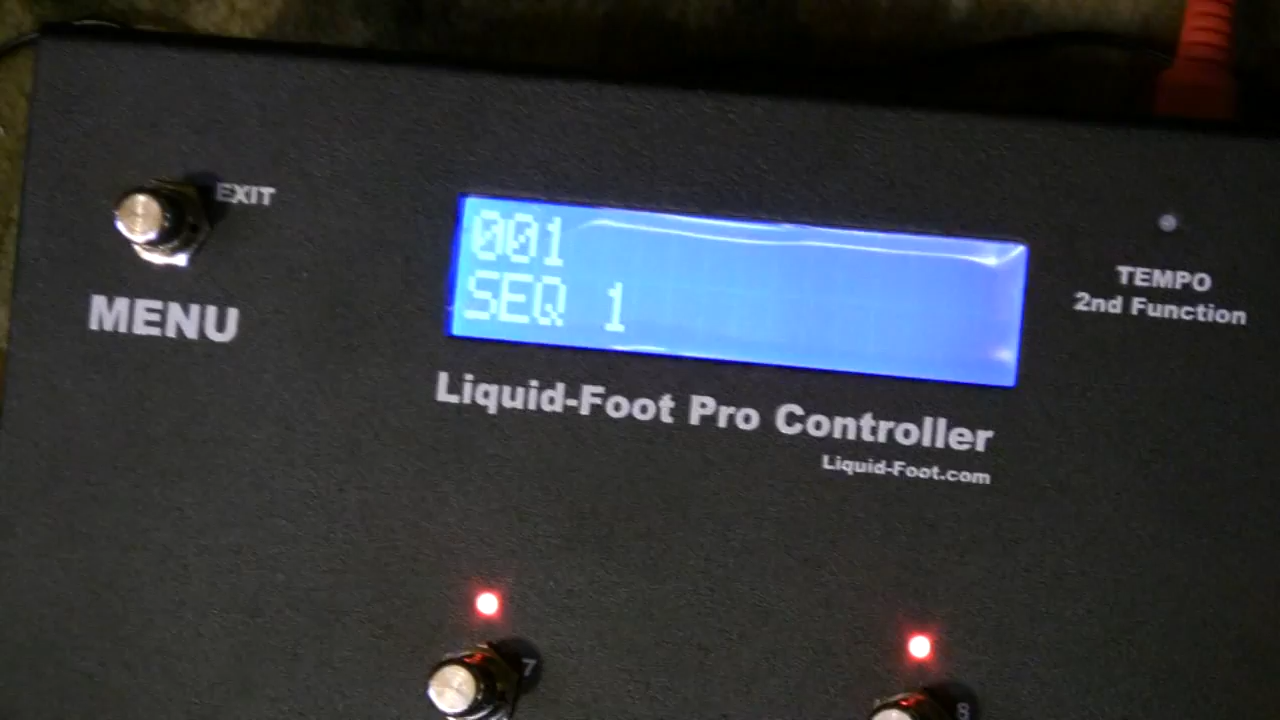 EXIT
MENU
001
SEQ 1
TEMPO
2nd Function
Liquid-Foot Pro Controller
Liquid-Foot.com
7
8